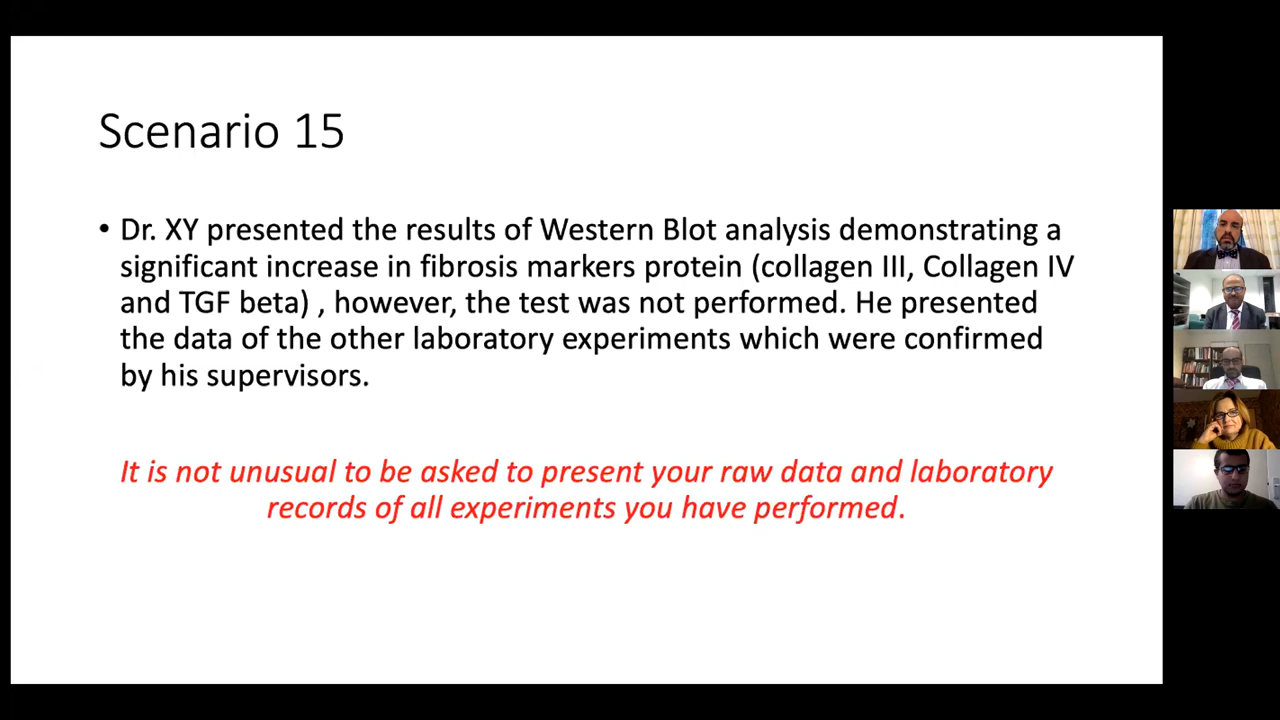 Scenario 15
• Dr. XY presented the results of Western Blot analysis demonstrating a
significant increase in fibrosis markers protein (collagen III, Collagen IV
and TGF beta) , however, the test was not performed. He presented
the data of the other laboratory experiments which were confirmed
by his supervisors.
It is not unusual to be asked to present your raw data and laboratory
records of all experiments you have performed.